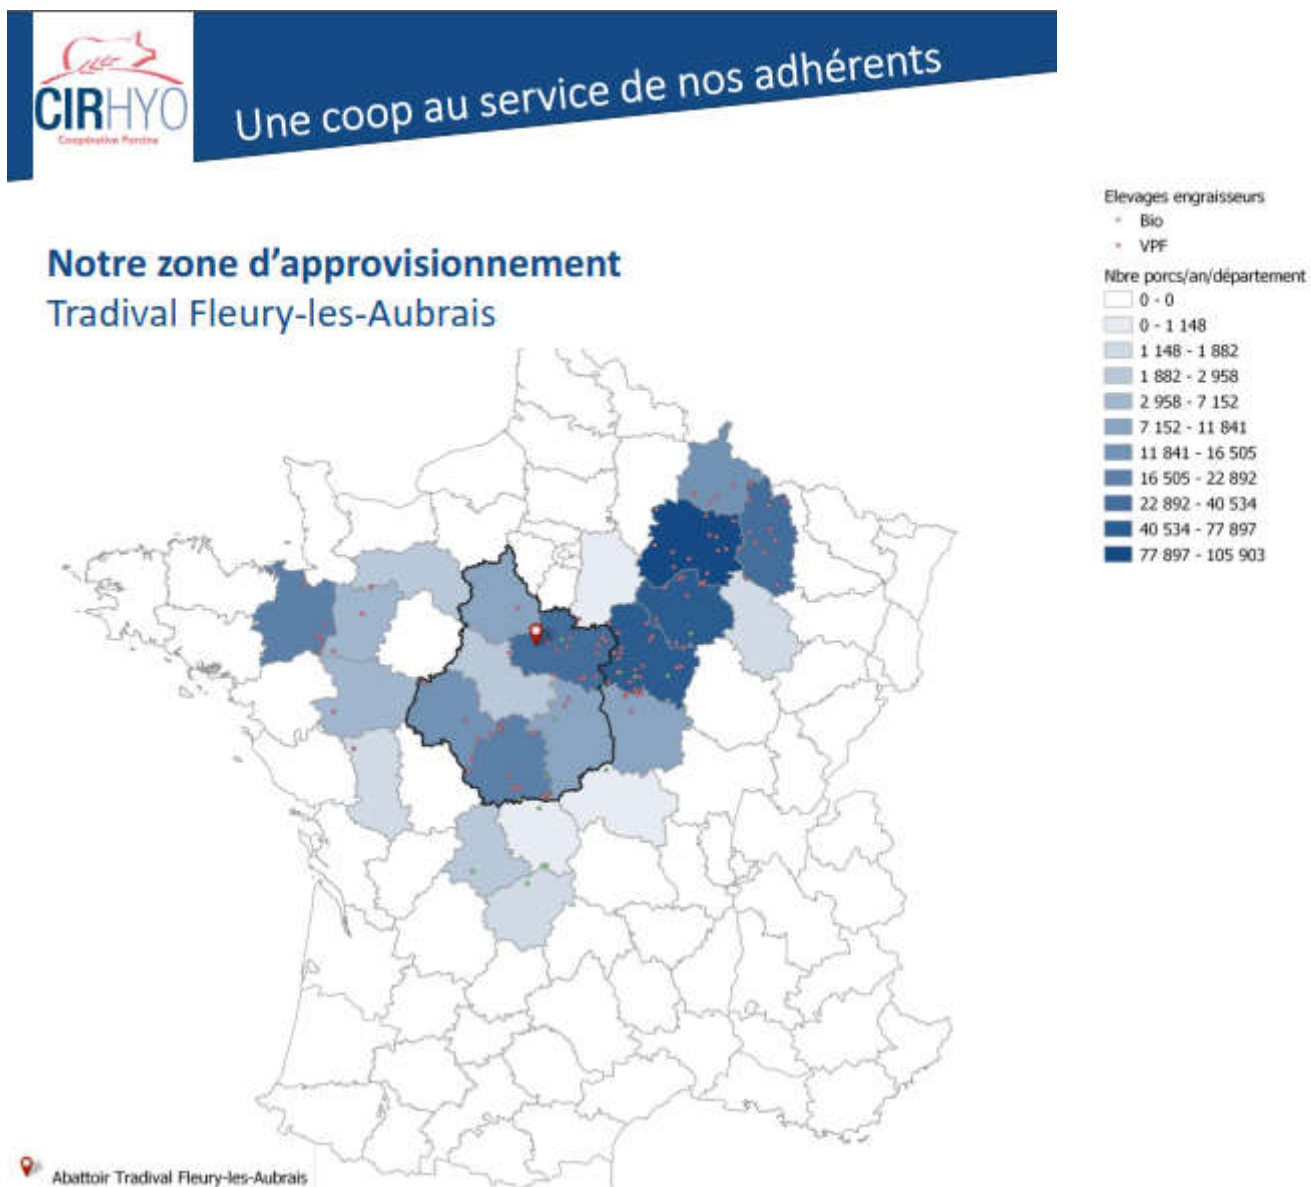 CIRHYO
Coopérative Porcine
Une coop au service de nos adhérents
Notre zone d'approvisionnement
Tradival Fleury-les-Aubrais
Elevages engraisseurs
Bio
VPF
Nbre porcs/an/département
0 - 0
0 - 1 148
1 148 - 1 882
1 882 - 2 958
2 958 - 7 152
7 152 - 11 841
11 841 - 16 505
16 505 - 22 892
22 892 - 40 534
40 534 - 77 897
77 897 - 105 903
Abattoir Tradival Fleury-les-Aubrais